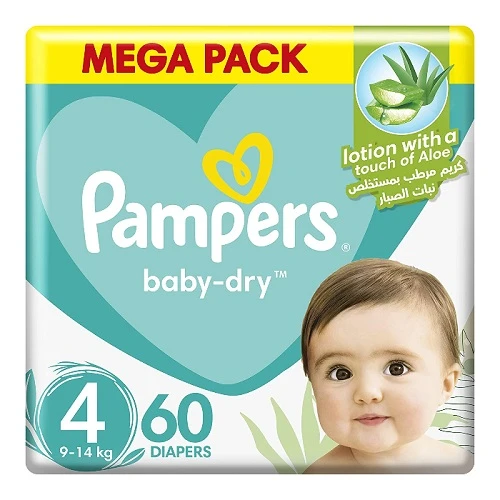 MEGA PACK
lotion with a
touch of Aloe
كريم مرطب بمستخلص
نبات الصبار
Pampers®
baby-dry™
4
9-14 kg
60
DIAPERS